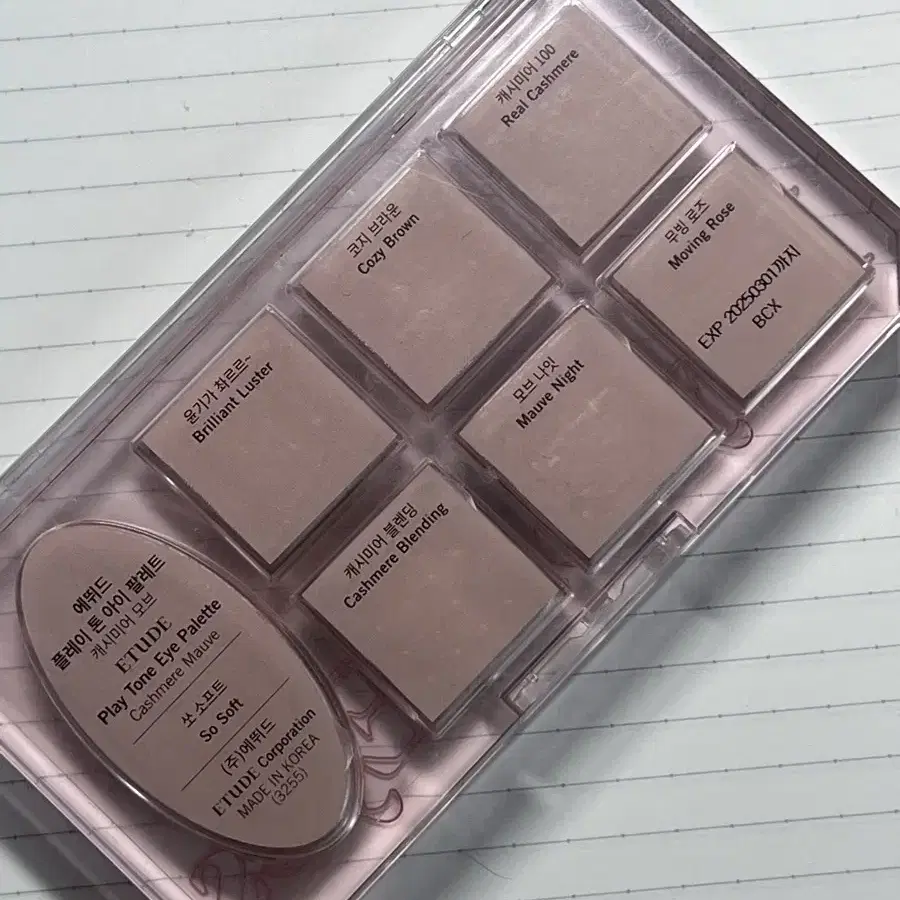 캐시미어 100
Real Cashmere
코지 브라운
Cozy Brown
무빙 로즈
Moving Rose
EXP 20250301까지
BCX
윤기가 촤르르~
Brilliant Luster
모브 나잇
Mauve Night
캐시미어 블렌딩
Cashmere Blending
에뛰드
플레이 톤 아이 팔레트
캐시미어 모브
ETUDE
Play Tone Eye Palette
Cashmere Mauve
쏘 소프트
So Soft
(주)에뛰드
ETUDE Corporation
MADE IN KOREA
(3255)